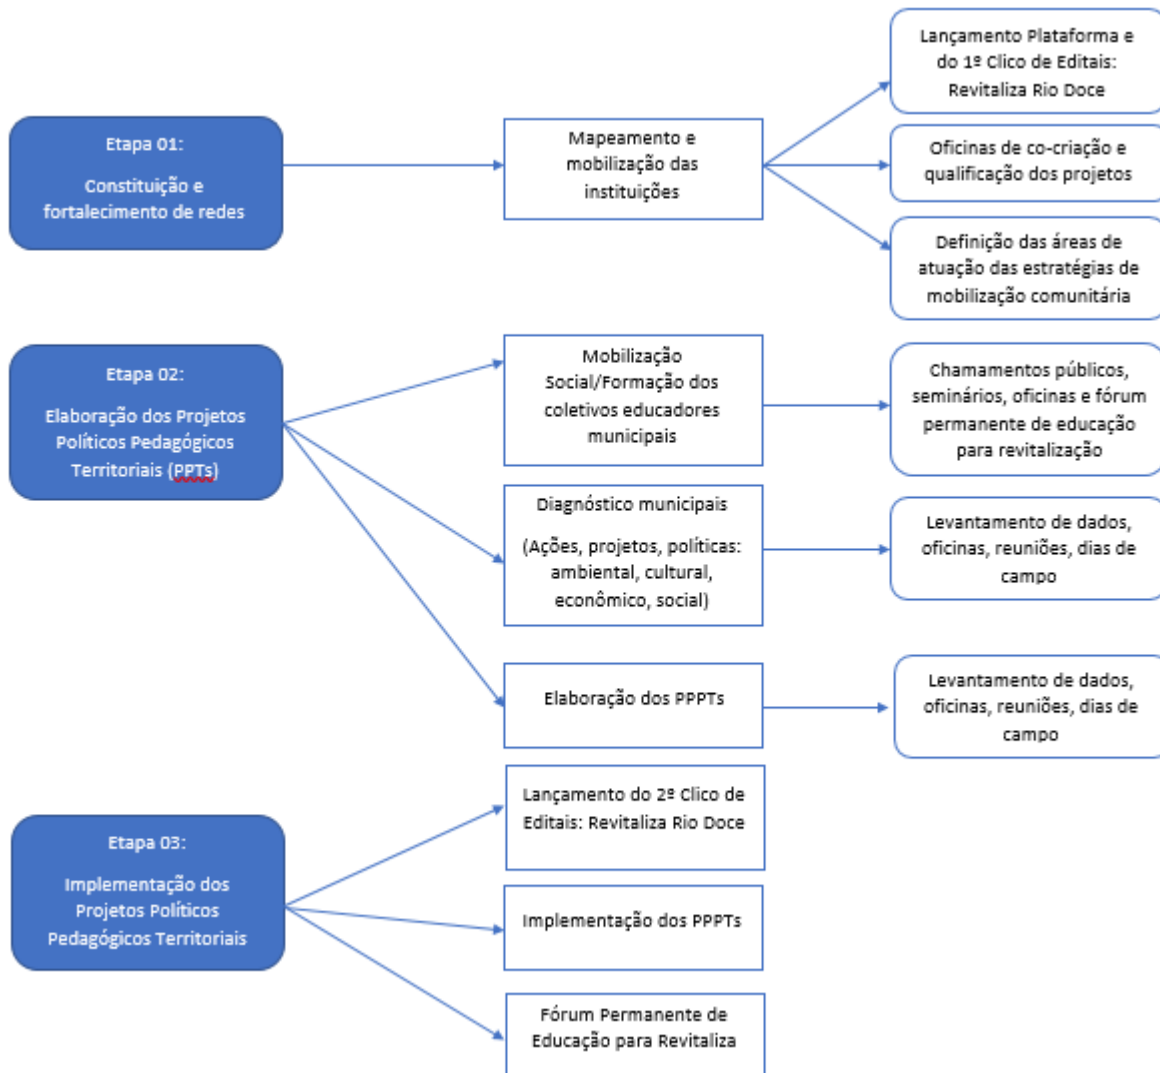 Etapa 01:
Constituição e
fortalecimento de redes
Mapeamento e
mobilização das
instituições
Lançamento Plataforma e
do 1º Clico de Editais:
Revitaliza Rio Doce
Oficinas de co-criação e
qualificação dos projetos
Definição das áreas de
atuação das estratégias de
mobilização comunitária
Etapa 02:
Elaboração dos Projetos
Políticos Pedagógicos
Territoriais (PPTs)
Mobilização
Social/Formação dos
coletivos educadores
municipais
Chamamentos públicos,
seminários, oficinas e fórum
permanente de educação
para revitalização
Diagnóstico municipais
(Ações, projetos, políticas:
ambiental, cultural,
econômico, social)
Levantamento de dados,
oficinas, reuniões, dias de
campo
Elaboração dos PPPTs
Levantamento de dados,
oficinas, reuniões, dias de
campo
Etapa 03:
Implementação dos
Projetos Políticos
Pedagógicos Territoriais
Lançamento do 2º Clico de
Editais: Revitaliza Rio Doce
Implementação dos PPPTs
Fórum Permanente de
Educação para Revitaliza